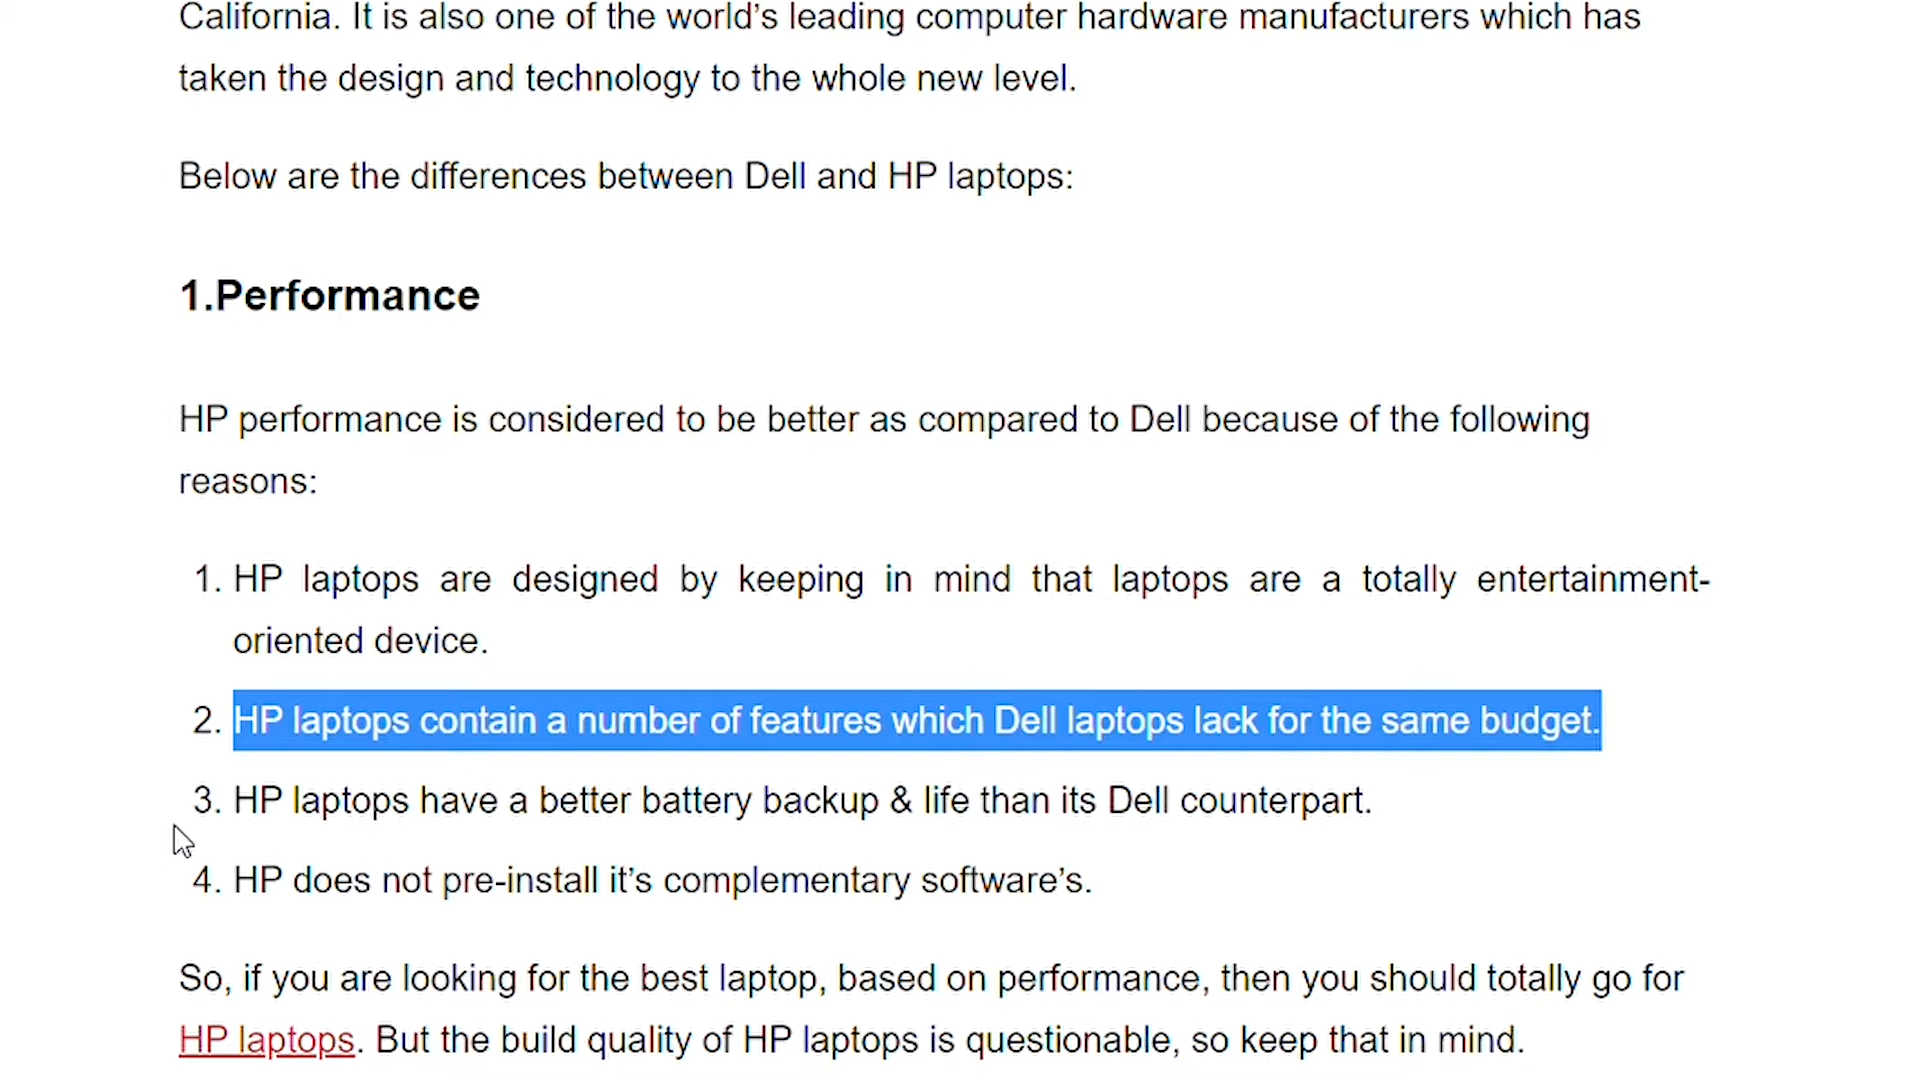 California. It is also one of the world’s leading computer hardware manufacturers which has
taken the design and technology to the whole new level.
Below are the differences between Dell and HP laptops:
1.Performance
HP performance is considered to be better as compared to Dell because of the following
reasons:
1. HP laptops are designed by keeping in mind that laptops are a totally entertainment-
oriented device.
2. HP laptops contain a number of features which Dell laptops lack for the same budget.
3. HP laptops have a better battery backup & life than its Dell counterpart.
4. HP does not pre-install it’s complementary software’s.
So, if you are looking for the best laptop, based on performance, then you should totally go for
HP laptops. But the build quality of HP laptops is questionable, so keep that in mind.